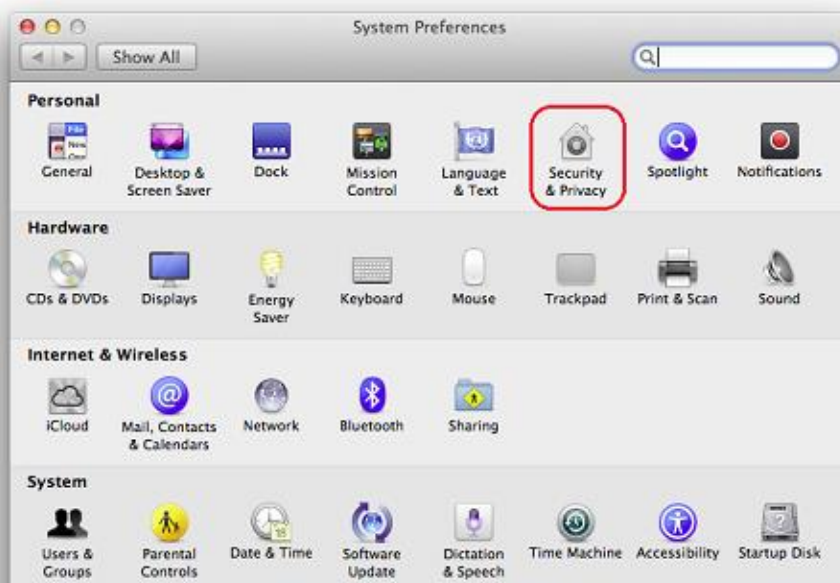 System Preferences
Show All
Personal
General
Desktop &
Screen Saver
Dock
Mission
Control
Language
& Text
Security
& Privacy
Spotlight
Notifications
Hardware
CDs & DVDs
Displays
Energy
Saver
Keyboard
Mouse
Trackpad
Print & Scan
Sound
Internet & Wireless
iCloud
Mail, Contacts
& Calendars
Network
Bluetooth
Sharing
System
Users &
Groups
Parental
Controls
Date & Time
Software
Update
Dictation
& Speech
Time Machine
Accessibility
Startup Disk